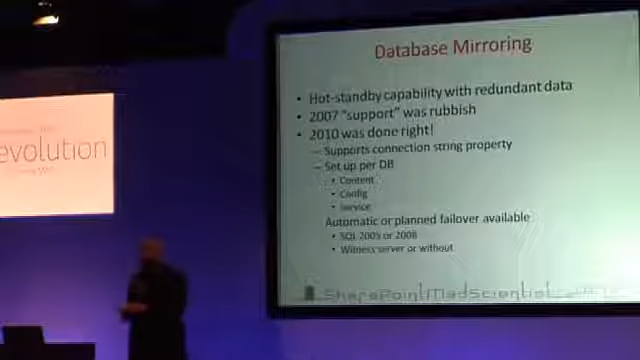 evolution
Database Mirroring
• Hot-standby capability with redundant data
• 2007 "support" was rubbish
• 2010 was done right!
– Supports connection string property
– Set up per DB
• Content
• Config
• Service
Automatic or planned failover available
• SQL 2005 or 2008
• Witness server or without
SharePointMadScientist